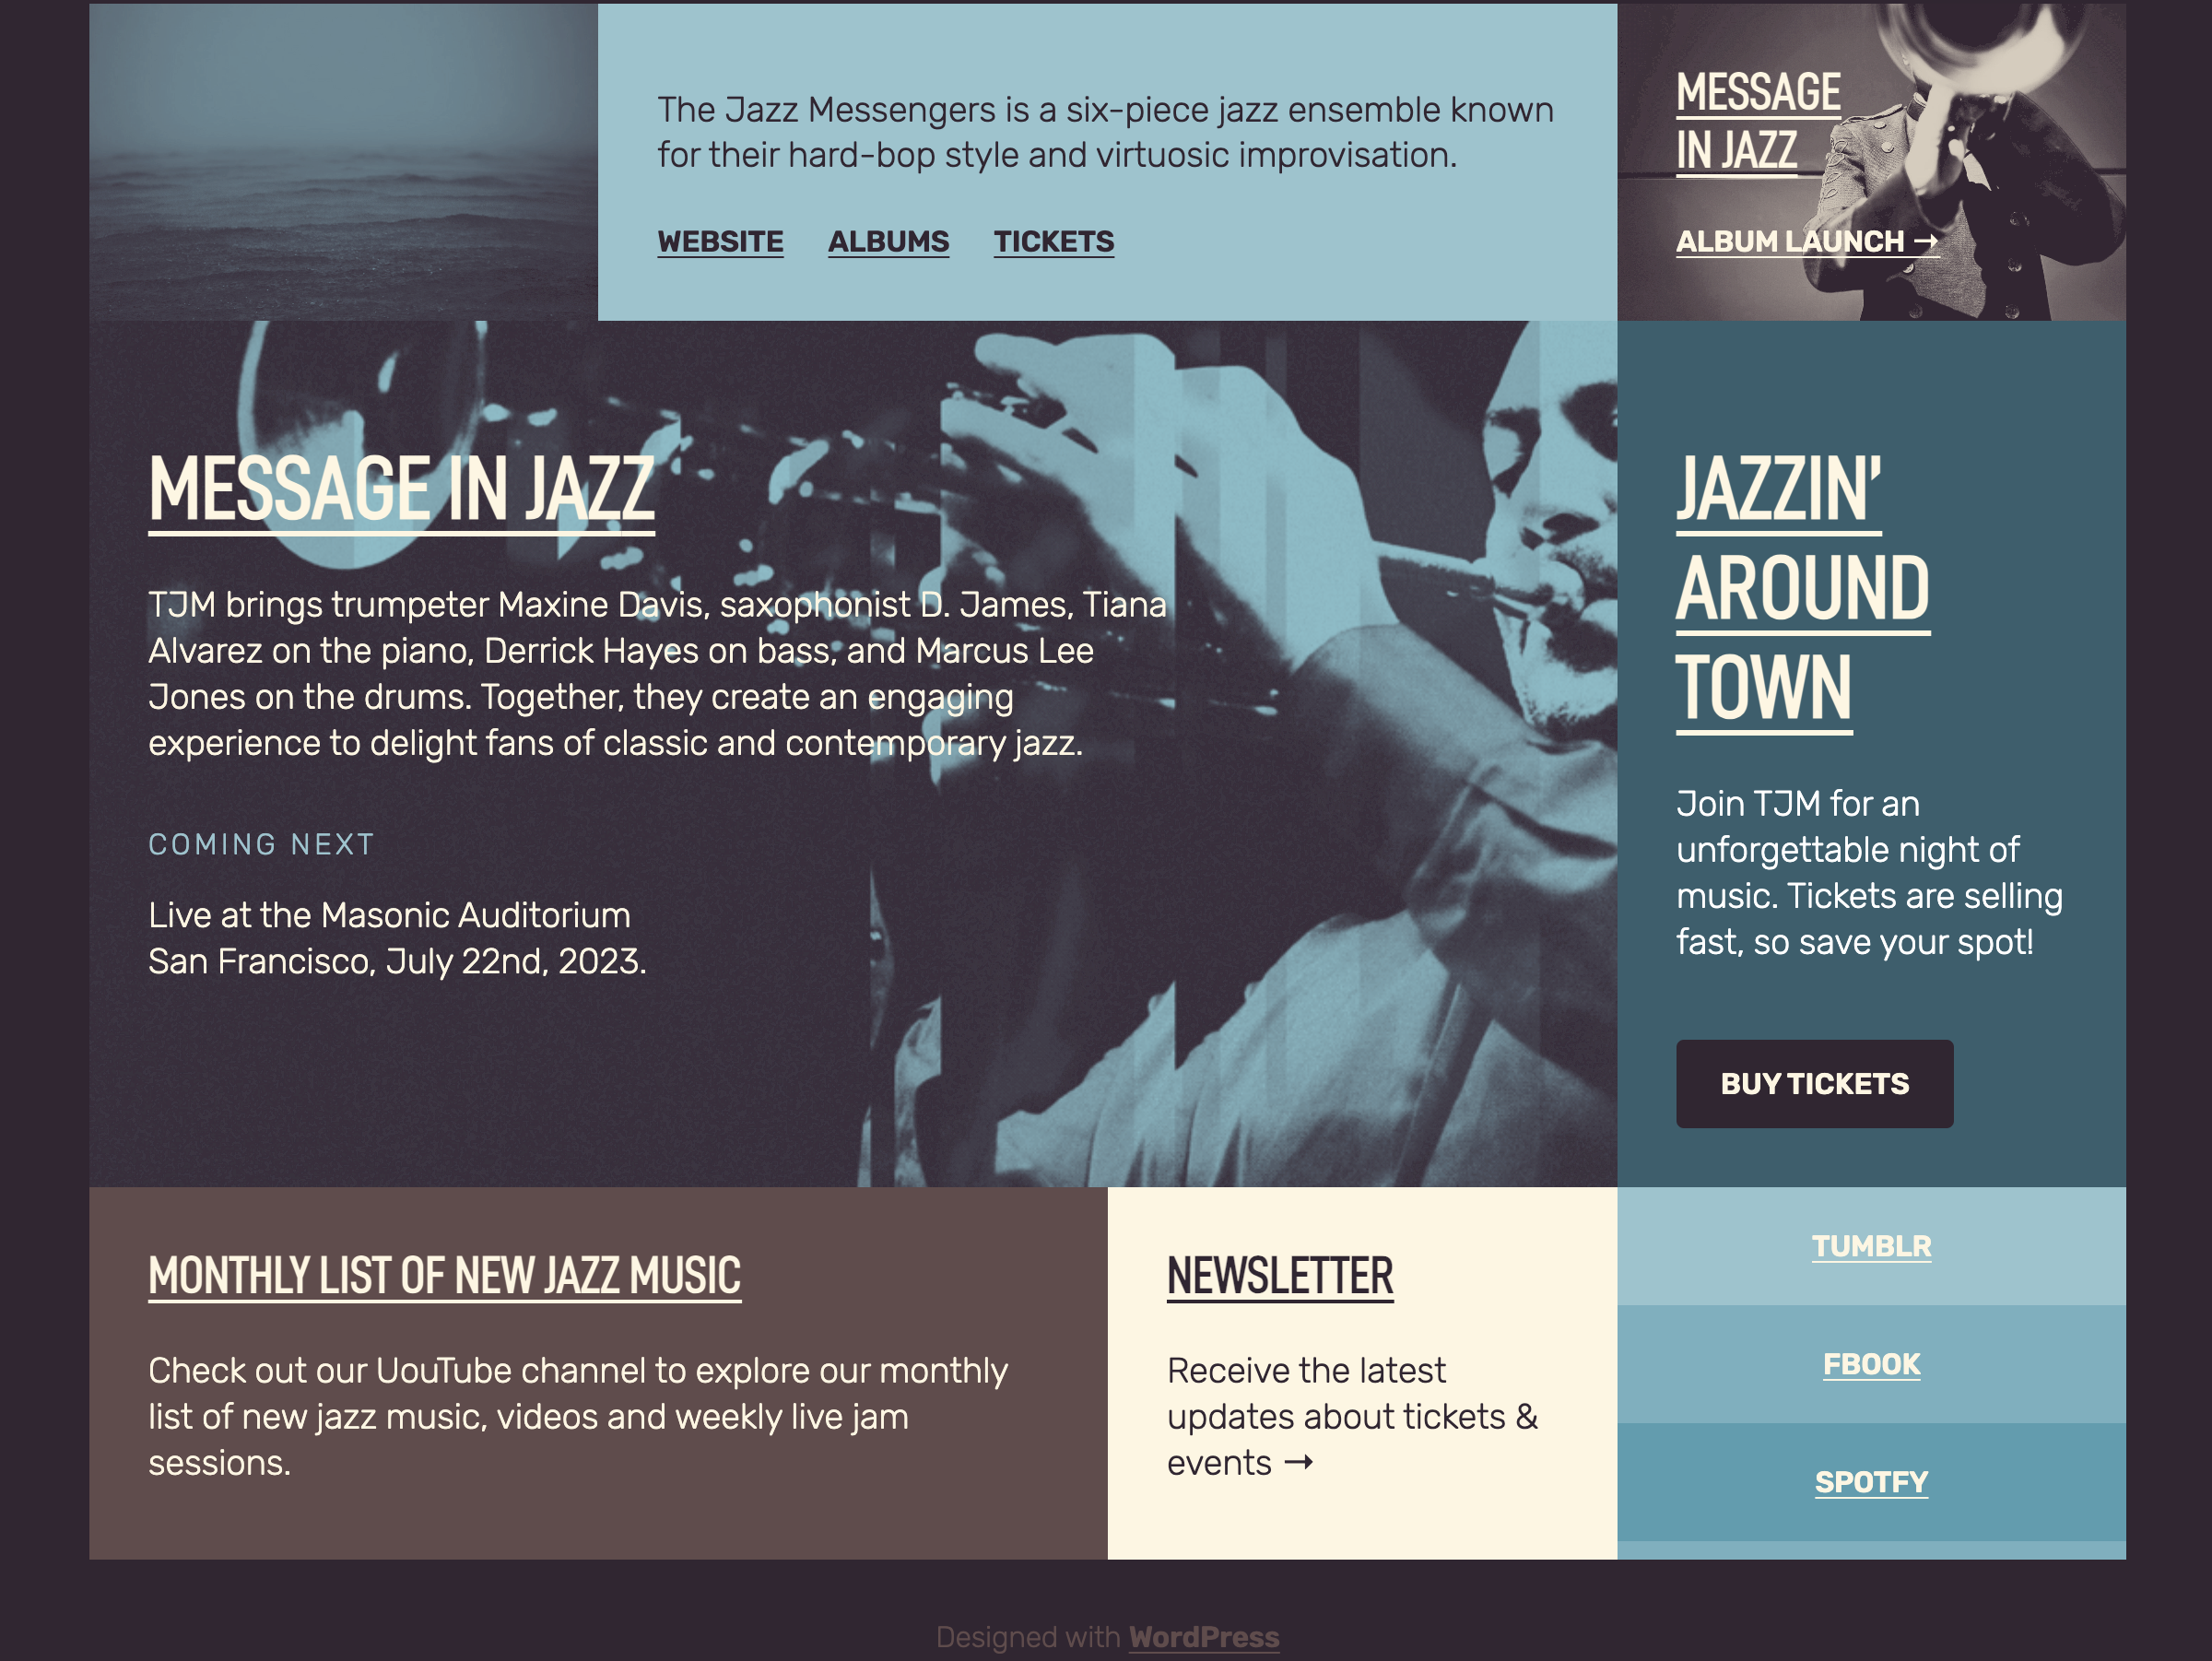 The Jazz Messengers is a six-piece jazz ensemble known
for their hard-bop style and virtuosic improvisation.
WEBSITE ALBUMS TICKETS
MESSAGE
IN JAZZ
ALBUM LAUNCH →
MESSAGE IN JAZZ
TJM brings trumpeter Maxine Davis, saxophonist D. James, Tiana
Alvarez on the piano, Derrick Hayes on bass, and Marcus Lee
Jones on the drums. Together, they create an engaging
experience to delight fans of classic and contemporary jazz.
COMING NEXT
Live at the Masonic Auditorium
San Francisco, July 22nd, 2023.
JAZZIN’
AROUND
TOWN
Join TJM for an
unforgettable night of
music. Tickets are selling
fast, so save your spot!
BUY TICKETS
MONTHLY LIST OF NEW JAZZ MUSIC
Check out our UouTube channel to explore our monthly
list of new jazz music, videos and weekly live jam
sessions.
NEWSLETTER
Receive the latest
updates about tickets &
events →
TUMBLR
FBOOK
SPOTFY
Designed with WordPress